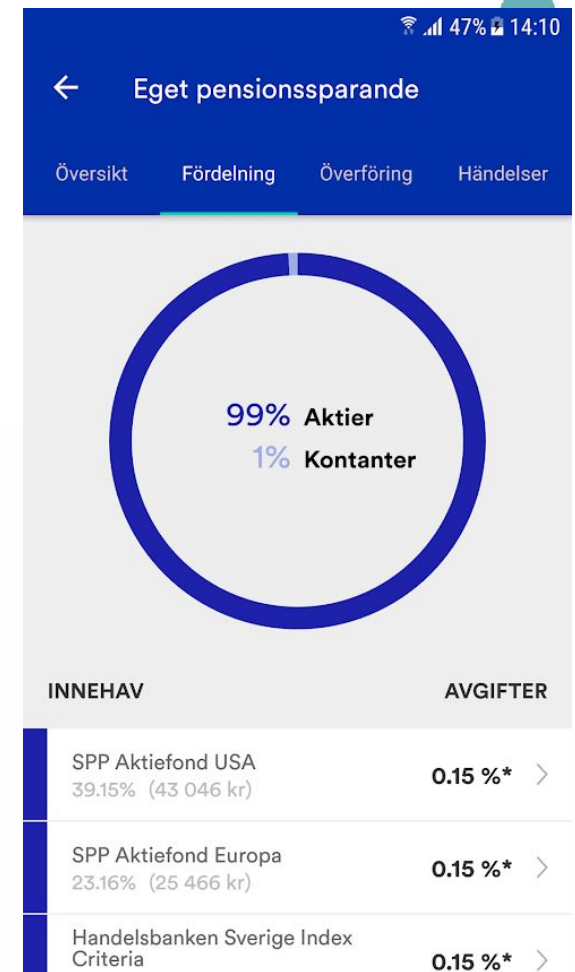 47% 14:10
Eget pensionssparande
Översikt Fördelning Överföring Händelser
99% Aktier
1% Kontanter
INNEHAV AVGIFTER
SPP Aktiefond USA
39.15% (43 046 kr) 0.15 %*
SPP Aktiefond Europa
23.16% (25 466 kr) 0.15 %*
Handelsbanken Sverige Index
Criteria 0.15 %*